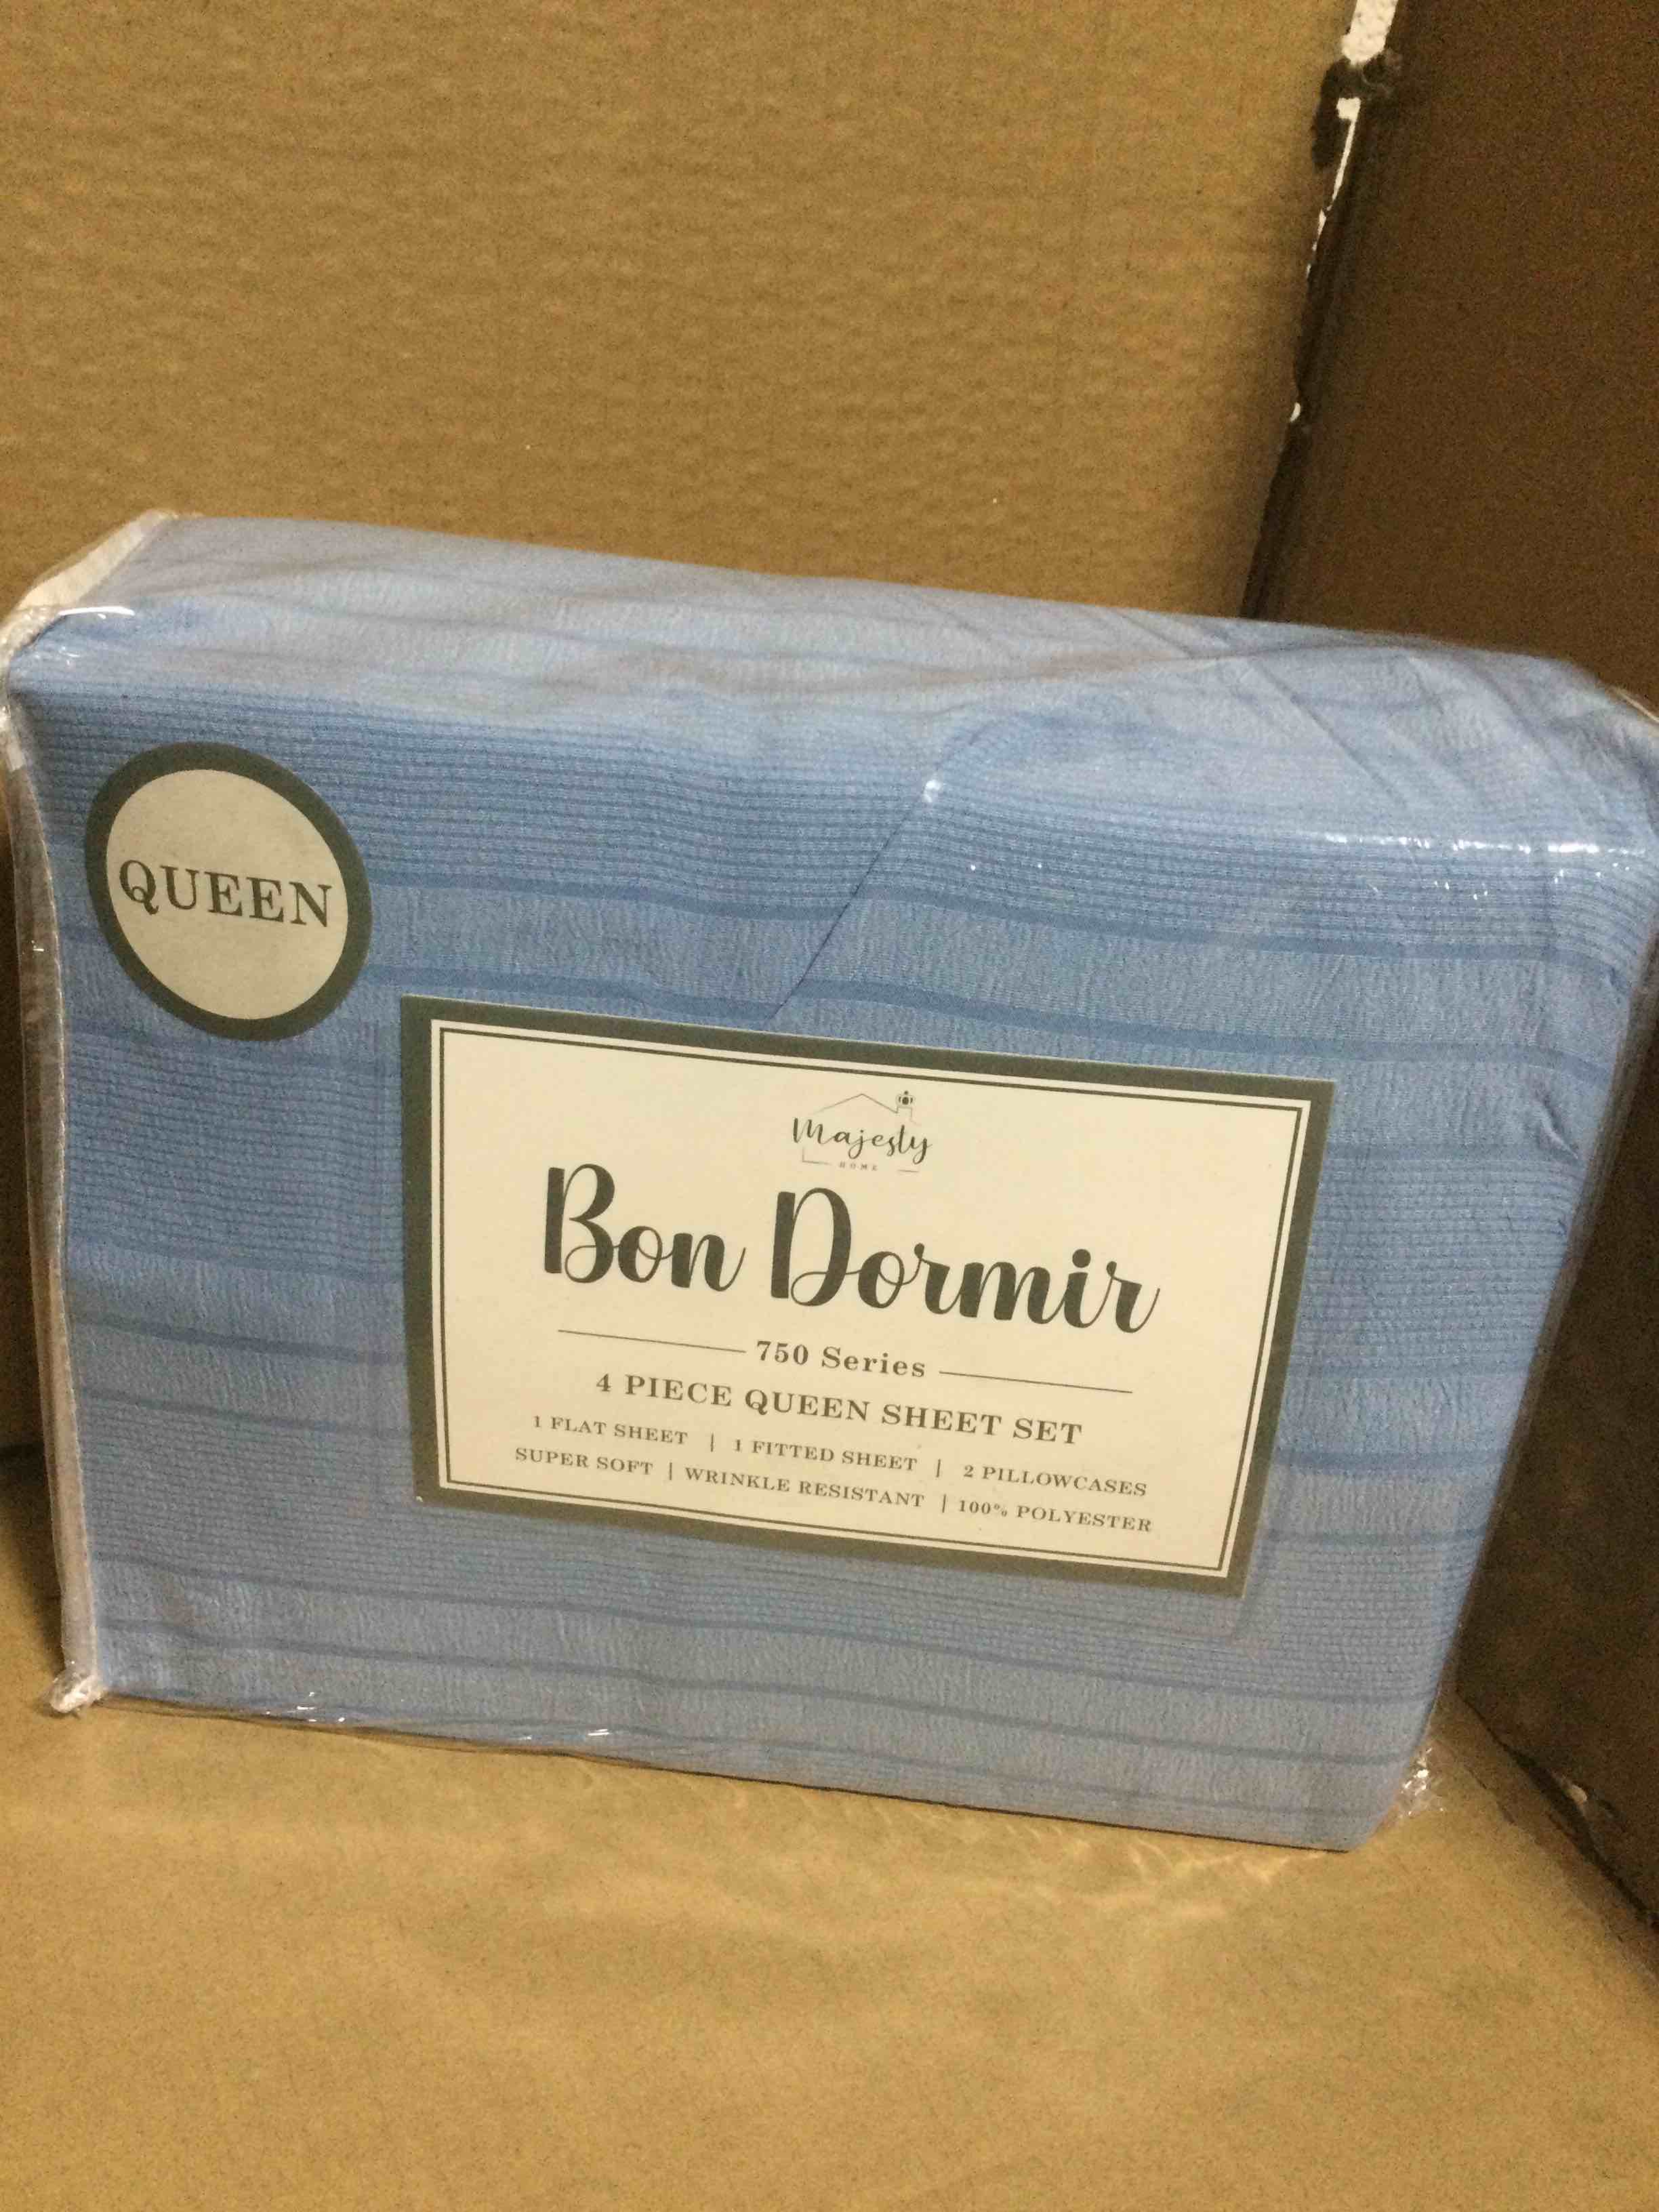 QUEEN
Majesty
HOME
Bon Dormir
750 Series
4 PIECE QUEEN SHEET SET
1 FLAT SHEET | 1 FITTED SHEET | 2 PILLOWCASES
SUPER SOFT | WRINKLE RESISTANT | 100% POLYESTER